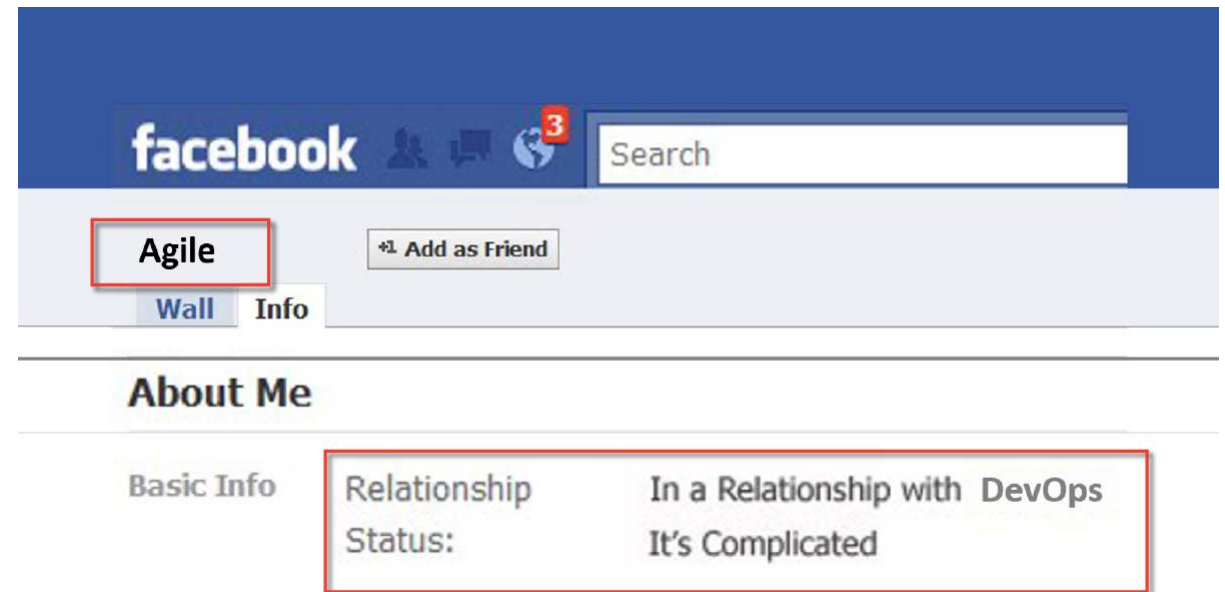 facebook 3 Search
Agile +1 Add as Friend
Wall Info
About Me
Basic Info Relationship In a Relationship with DevOps
Status: It's Complicated